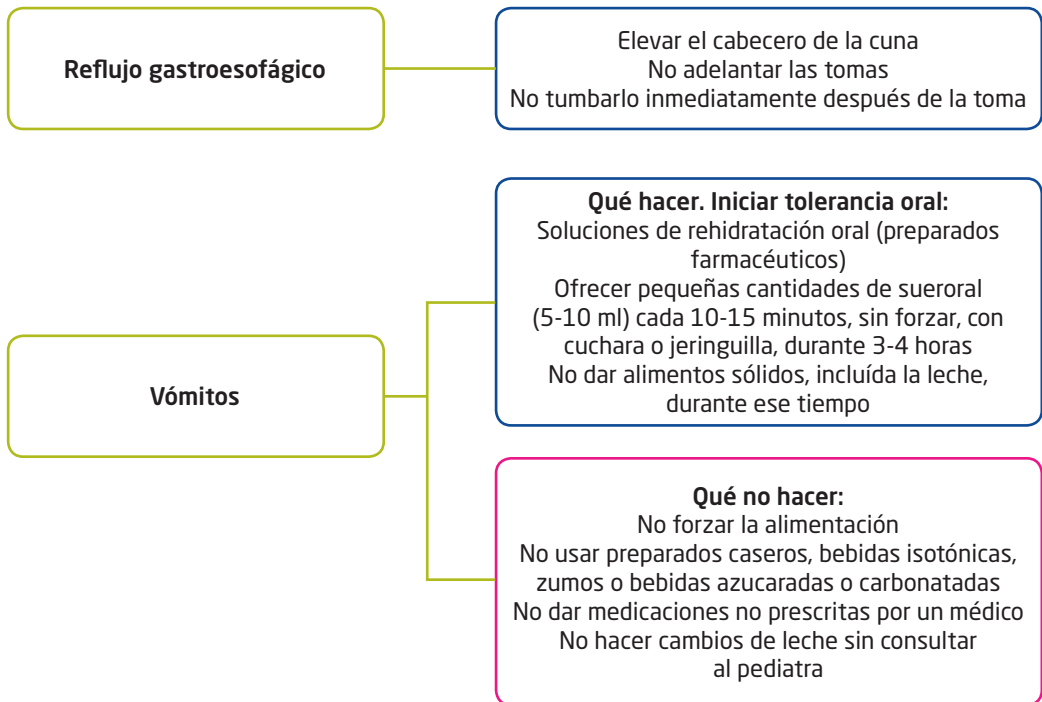 Reflujo gastroesofágico
Elevar el cabecero de la cuna
No adelantar las tomas
No tumbarlo inmediatamente después de la toma
Vómitos
Qué hacer. Iniciar tolerancia oral:
Soluciones de rehidratación oral (preparados
farmacéuticos)
Ofrecer pequeñas cantidades de sueroral
(5-10 ml) cada 10-15 minutos, sin forzar, con
cuchara o jeringuilla, durante 3-4 horas
No dar alimentos sólidos, incluída la leche,
durante ese tiempo
Qué no hacer:
No forzar la alimentación
No usar preparados caseros, bebidas isotónicas,
zumos o bebidas azucaradas o carbonatadas
No dar medicaciones no prescritas por un médico
No hacer cambios de leche sin consultar
al pediatra